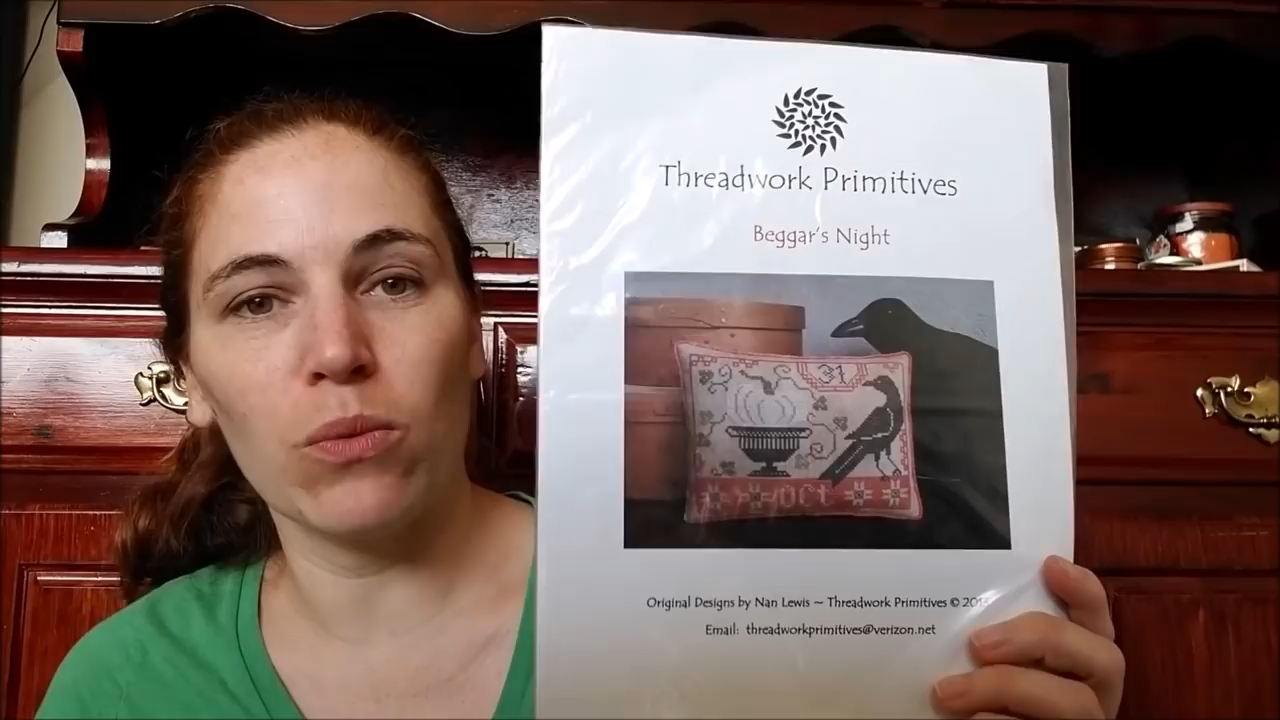 Threadwork Primitives
Beggar's Night
31
Oct
Original Designs by Nan Lewis ~ Threadwork Primitives ©
Email: threadworkprimitives@verizon.net